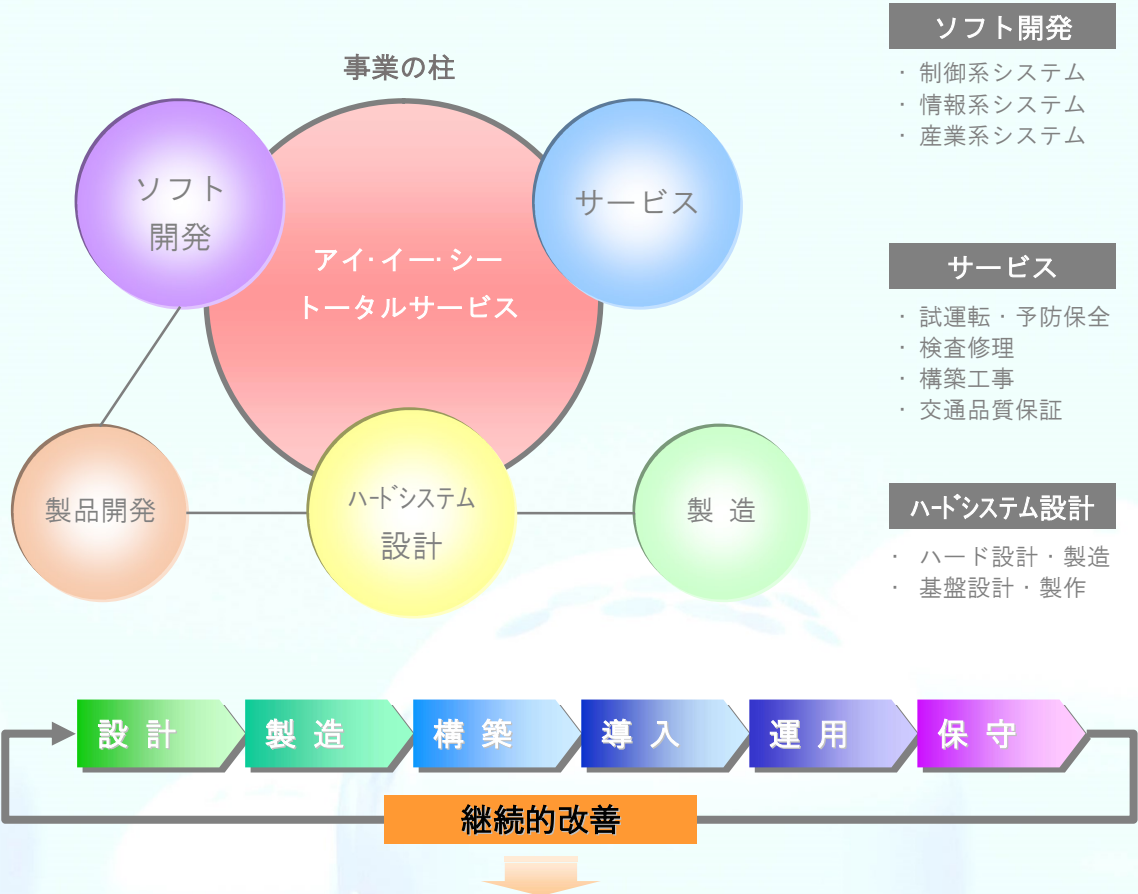 事業の柱
ソフト
開発
サービス
アイ・イー・シー
トータルサービス
製品開発
ﾊｰﾄﾞｼｽﾃﾑ
設計
製 造
ソフト開発
・ 制御系システム
・ 情報系システム
・ 産業系システム
サービス
・ 試運転・予防保全
・ 検査修理
・ 構築工事
・ 交通品質保証
ﾊｰﾄﾞｼｽﾃﾑ設計
・ ハード設計・製造
・ 基盤設計・製作
設 計
製 造
構 築
導 入
運 用
保 守
継続的改善